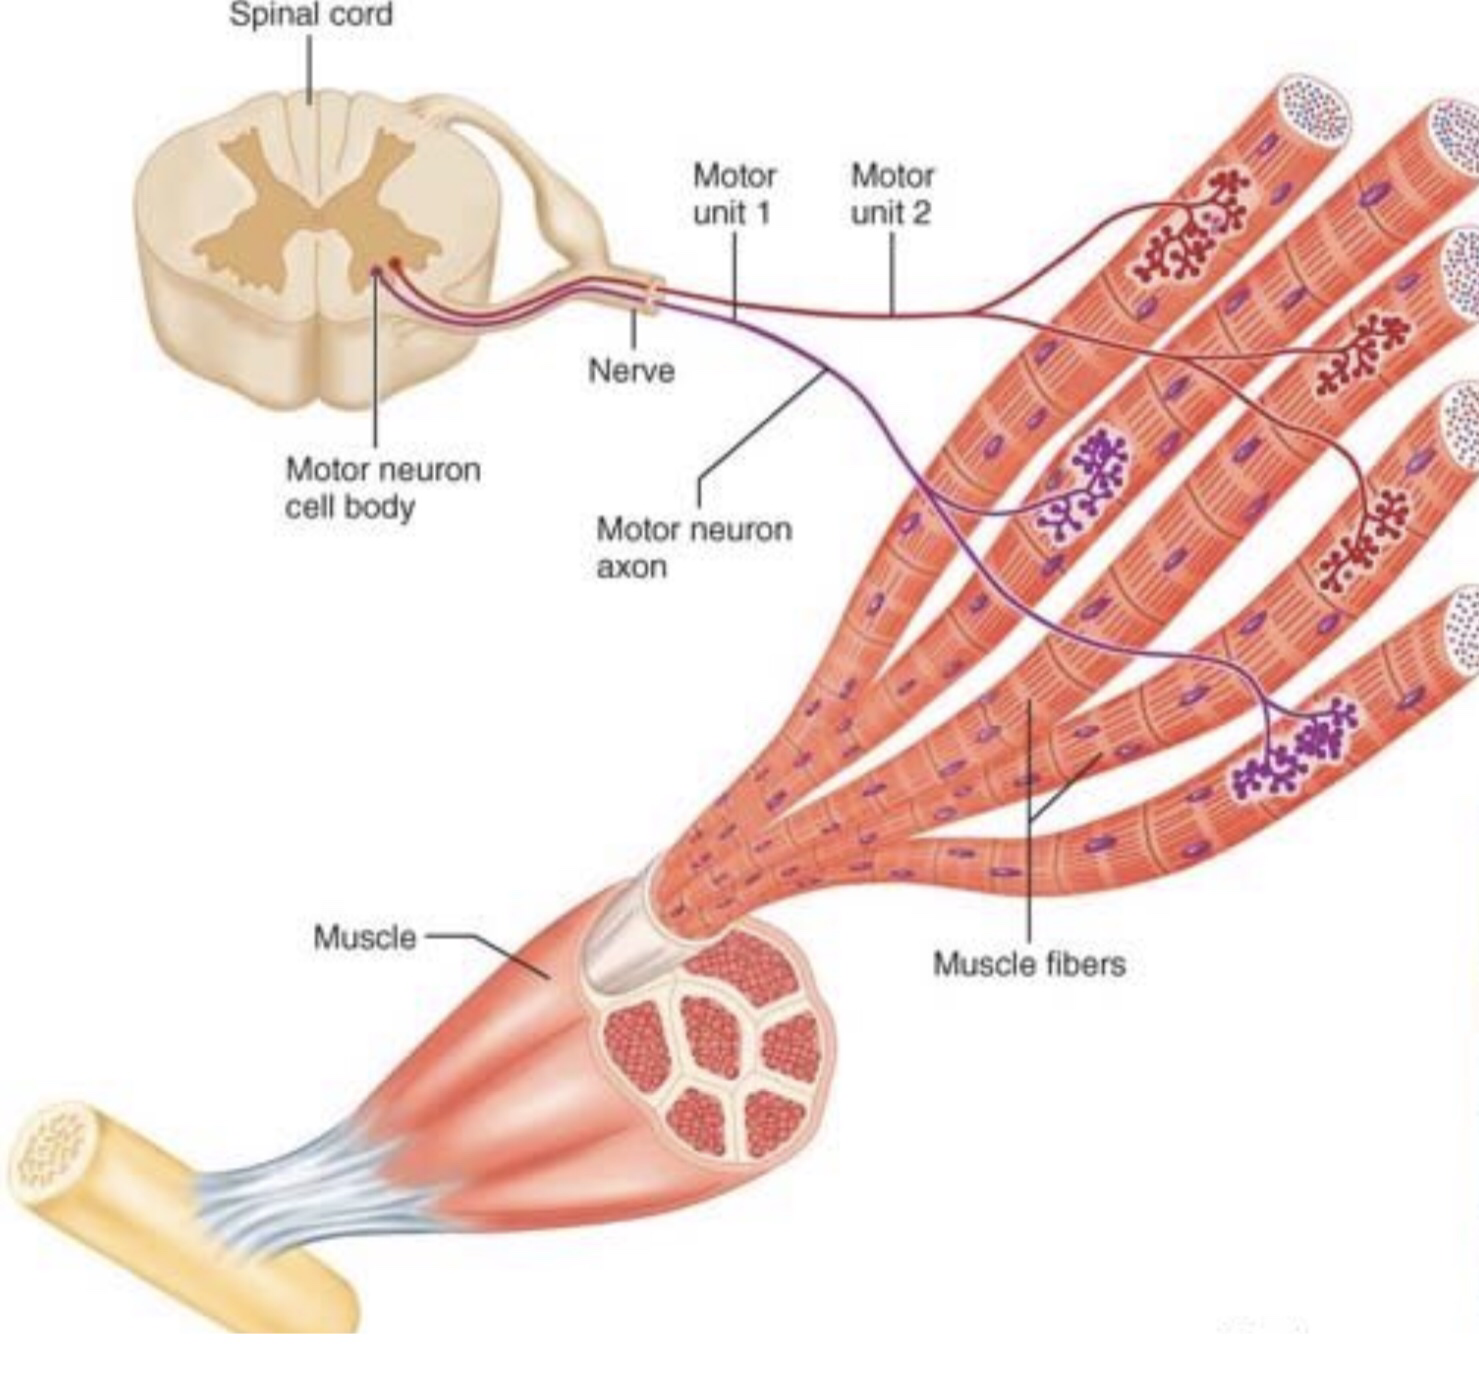 Spinal cord
Motor
unit 1
Motor
unit 2
Nerve
Motor neuron
cell body
Motor neuron
axon
Muscle
Muscle fibers